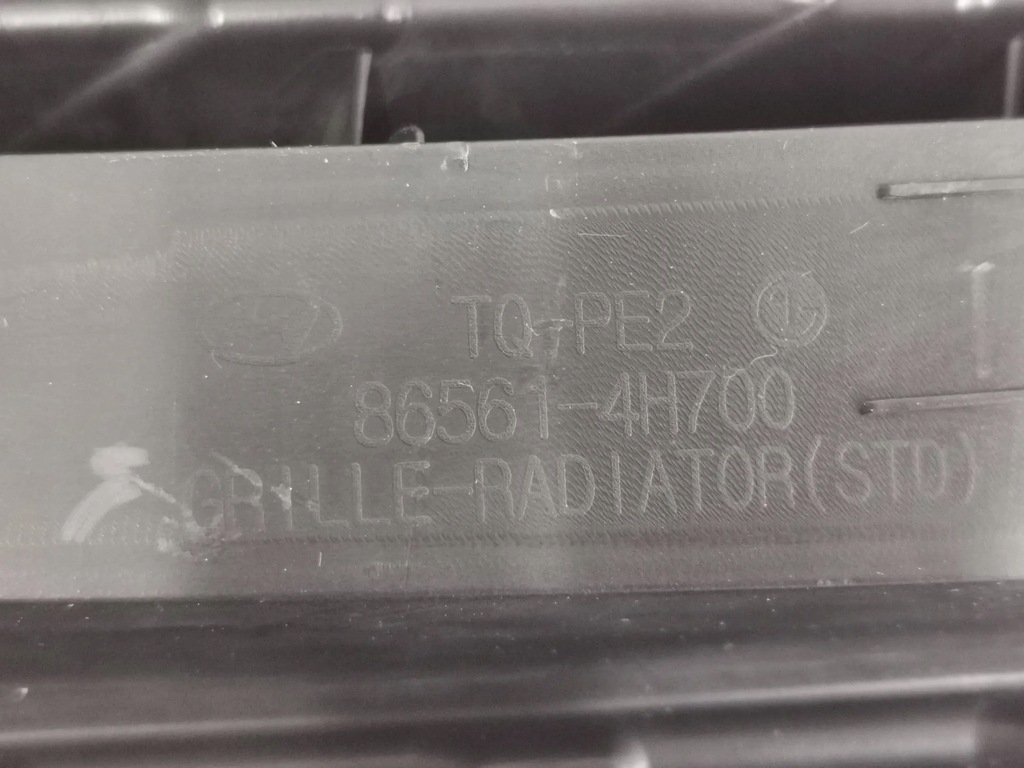 TQ-PE2
86561-4H700
GRILLE-RADIATOR(STD)